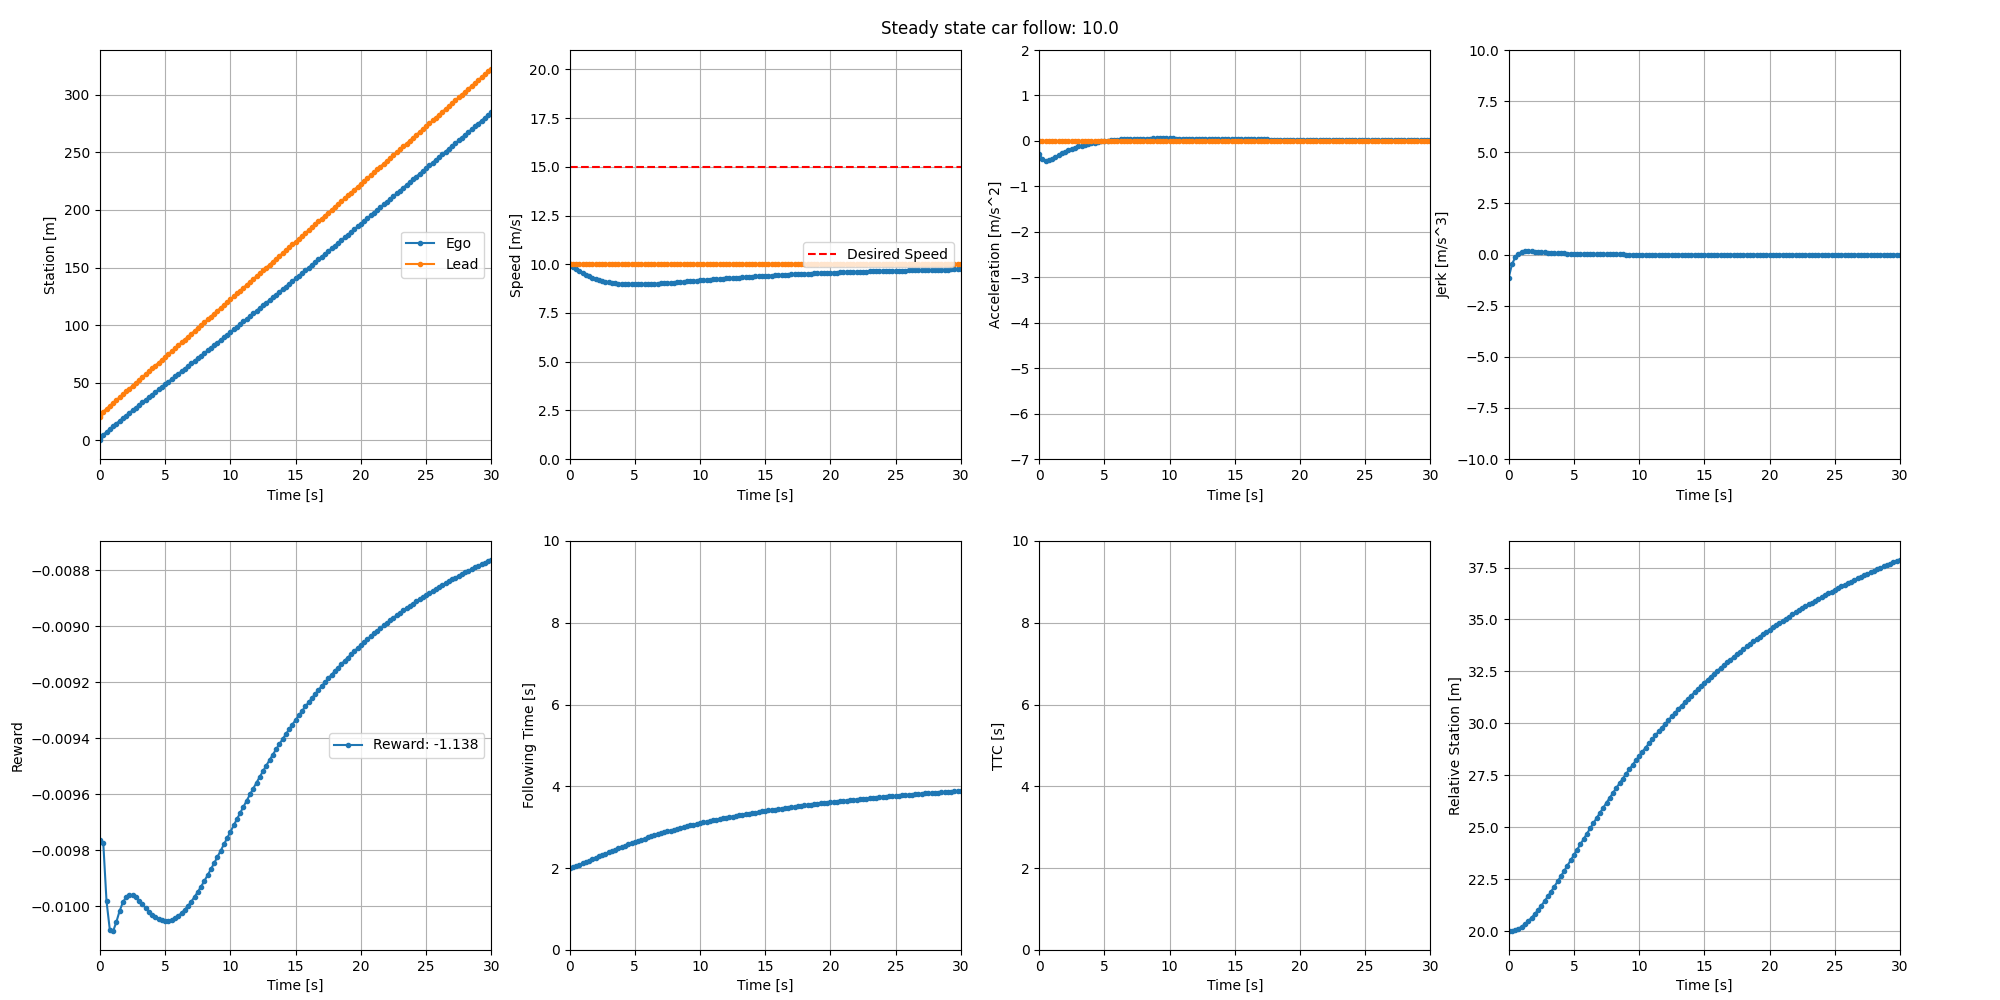 Steady state car follow: 10.0
Station [m]
300
250
200
150
100
50
0
Ego
Lead
0 5 10 15 20 25 30
Time [s]
Speed [m/s]
20.0
17.5
15.0
12.5
10.0
7.5
5.0
2.5
0.0
Desired Speed
0 5 10 15 20 25 30
Time [s]
Acceleration [m/s^2]
2
1
0
−1
−2
−3
−4
−5
−6
−7
0 5 10 15 20 25 30
Time [s]
Jerk [m/s^3]
10.0
7.5
5.0
2.5
0.0
−2.5
−5.0
−7.5
−10.0
0 5 10 15 20 25 30
Time [s]
Reward
−0.0088
−0.0090
−0.0092
−0.0094
−0.0096
−0.0098
−0.0100
Reward: -1.138
0 5 10 15 20 25 30
Time [s]
Following Time [s]
10
8
6
4
2
0
0 5 10 15 20 25 30
Time [s]
TTC [s]
10
8
6
4
2
0
0 5 10 15 20 25 30
Time [s]
Relative Station [m]
37.5
35.0
32.5
30.0
27.5
25.0
22.5
20.0
0 5 10 15 20 25 30
Time [s]